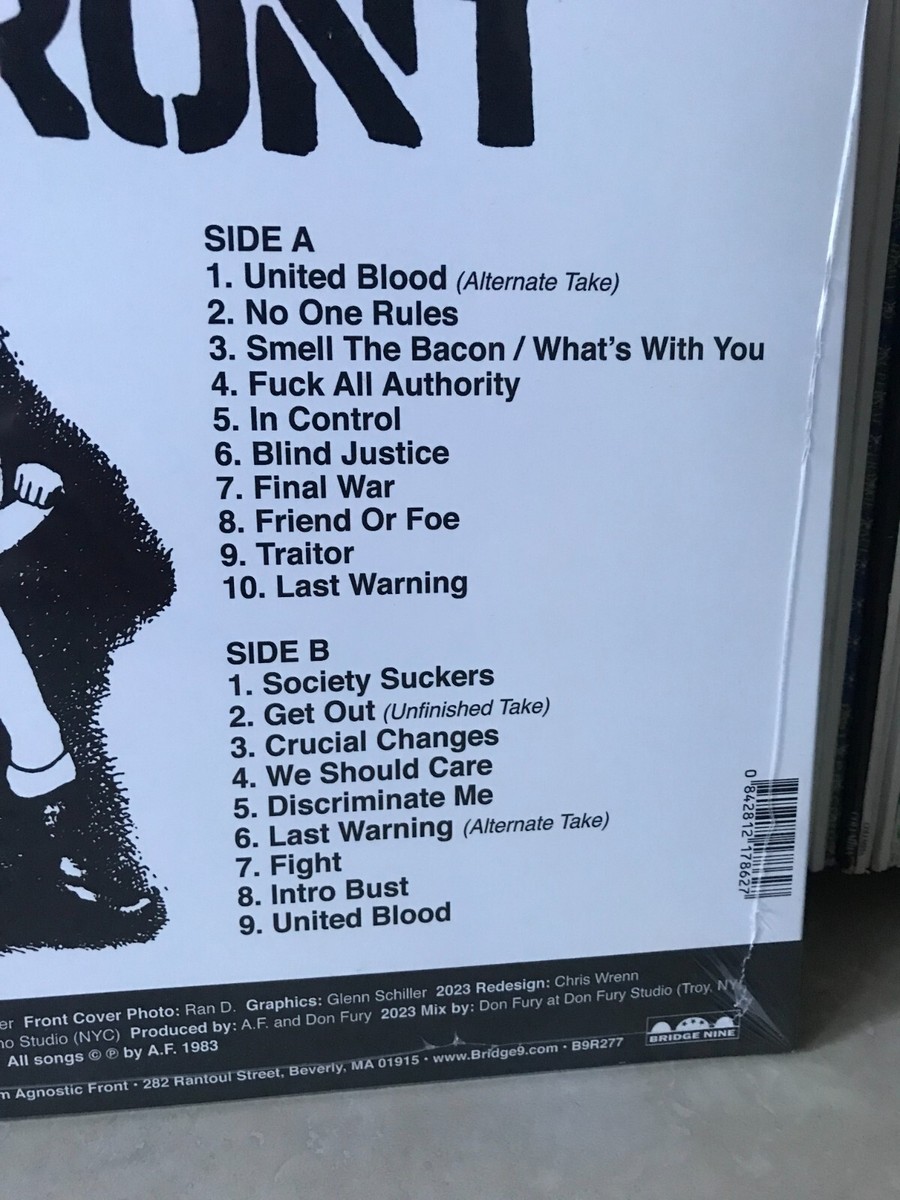 RONT
SIDE A
1. United Blood (Alternate Take)
2. No One Rules
3. Smell The Bacon / What's With You
4. Fuck All Authority
5. In Control
6. Blind Justice
7. Final War
8. Friend Or Foe
9. Traitor
10. Last Warning
SIDE B
1. Society Suckers
2. Get Out (Unfinished Take)
3. Crucial Changes
4. We Should Care
5. Discriminate Me
6. Last Warning (Alternate Take)
7. Fight
8. Intro Bust
9. United Blood
0 842812 178627
er Front Cover Photo: Ran D. Graphics: Glenn Schiller 2023 Redesign: Chris Wrenn
no Studio (NYC) Produced by: A.F. and Don Fury 2023 Mix by: Don Fury at Don Fury Studio (Troy, NY)
All songs © ℗ by A.F. 1983
m Agnostic Front • 282 Rantoul Street, Beverly, MA 01915 • www.Bridge9.com • B9R277
BRIDGE NINE